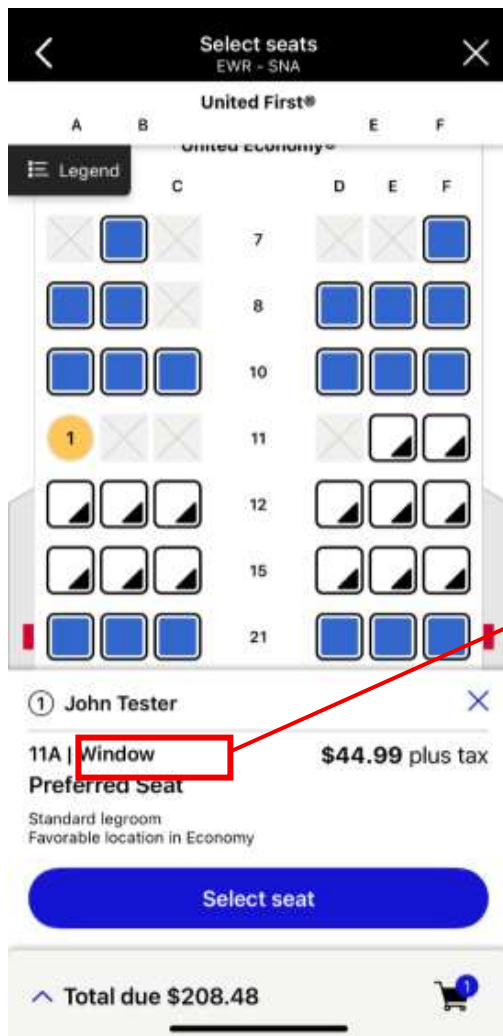 Select seats
EWR - SNA
United First®
A B E F
United Economy®
Legend
C D E F
7
8
10
1 11
12
15
21
1 John Tester
11A | Window $44.99 plus tax
Preferred Seat
Standard legroom
Favorable location in Economy
Select seat
Total due $208.48 1